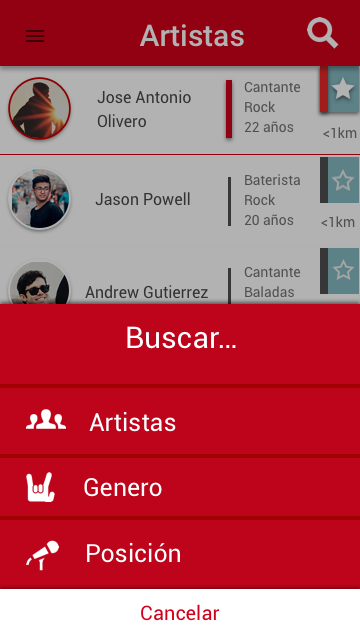 Artistas
Jose Antonio
Olivero
Cantante
Rock
22 años
<1km
Jason Powell
Baterista
Rock
20 años
<1km
Andrew Gutierrez
Cantante
Baladas
Buscar...
Artistas
Genero
Posición
Cancelar